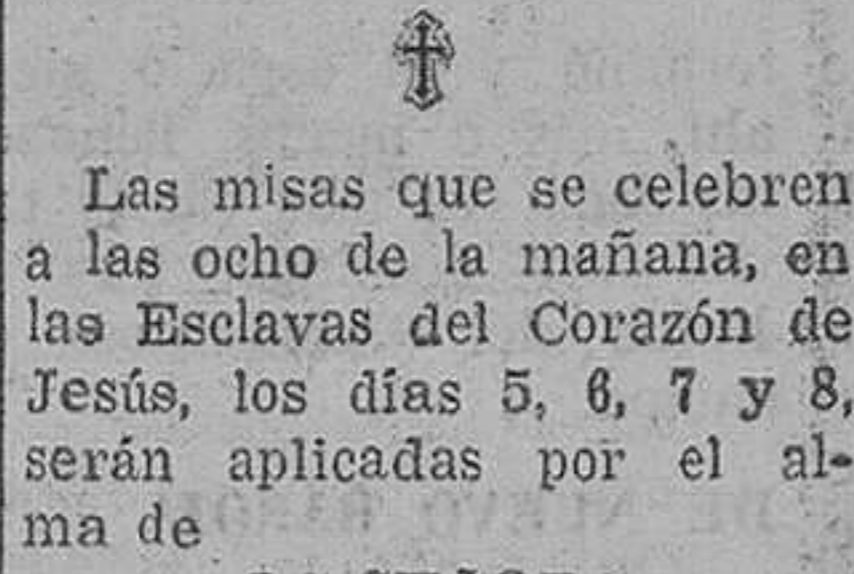 Las misas que se celebren
a las ocho de la mañana, en
las Esclavas del Corazón de
Jesús, los días 5, 6, 7 y 8,
serán aplicadas por el al-
ma de